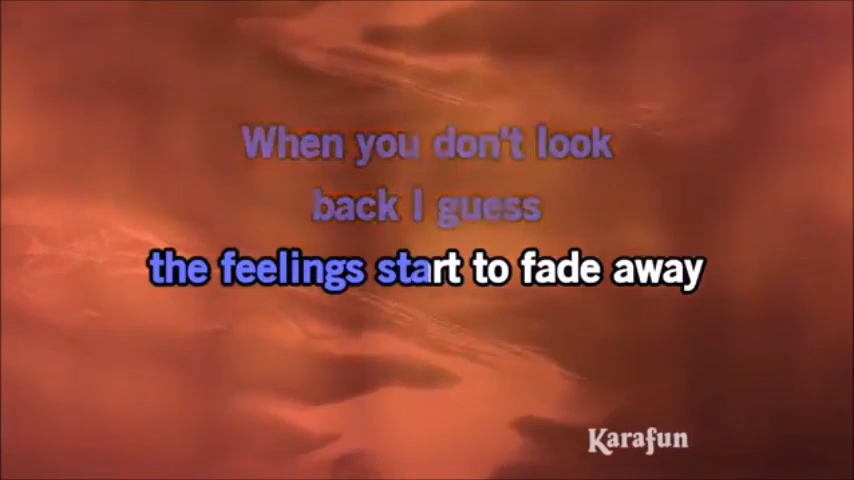 When you don't look
back I guess
the feelings start to fade away
Karafun